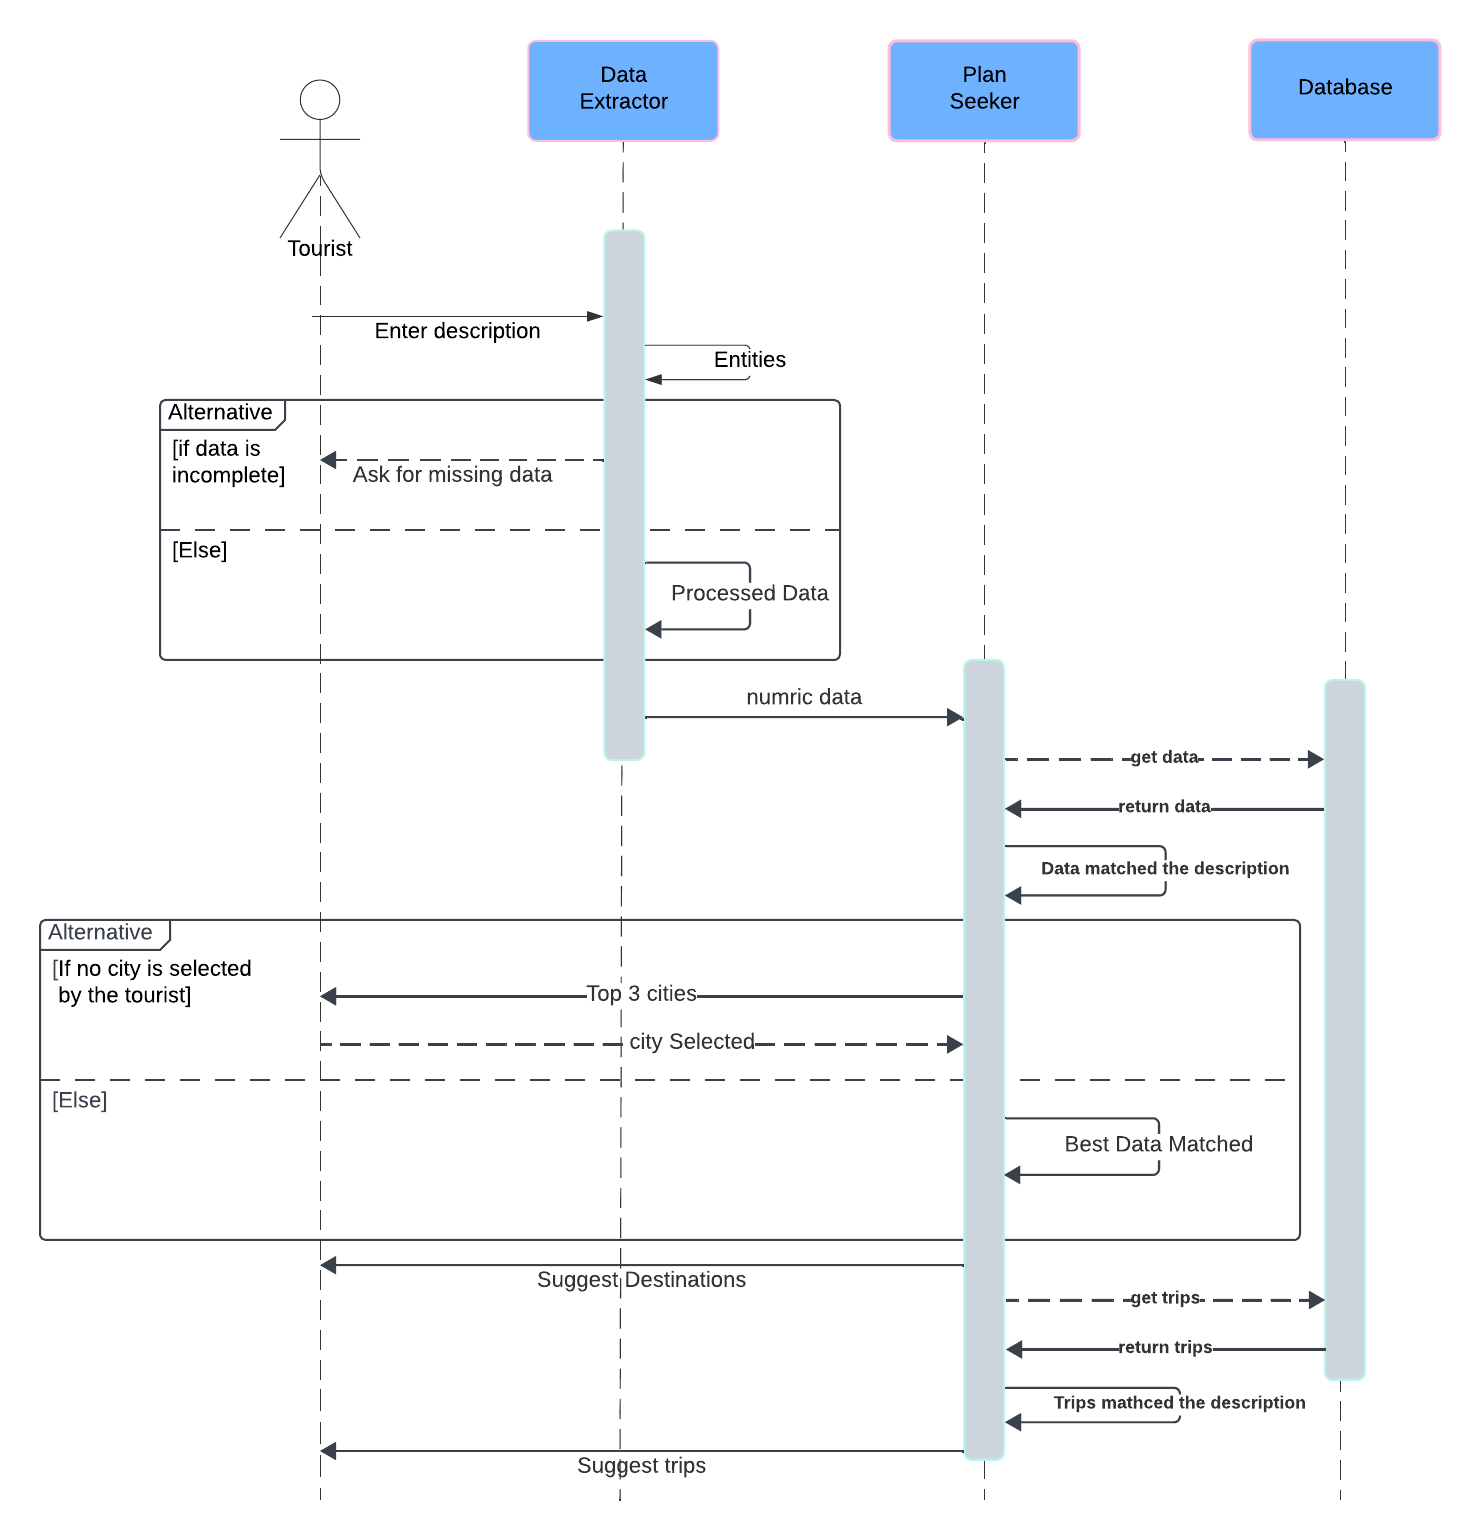 Data
Extractor
Plan
Seeker
Database
Tourist
Enter description
Entities
Alternative
[if data is
incomplete]
Ask for missing data
[Else]
Processed Data
numric data
get data
return data
Data matched the description
Alternative
[If no city is selected
by the tourist]
Top 3 cities
city Selected
[Else]
Best Data Matched
Suggest Destinations
get trips
return trips
Trips mathced the description
Suggest trips